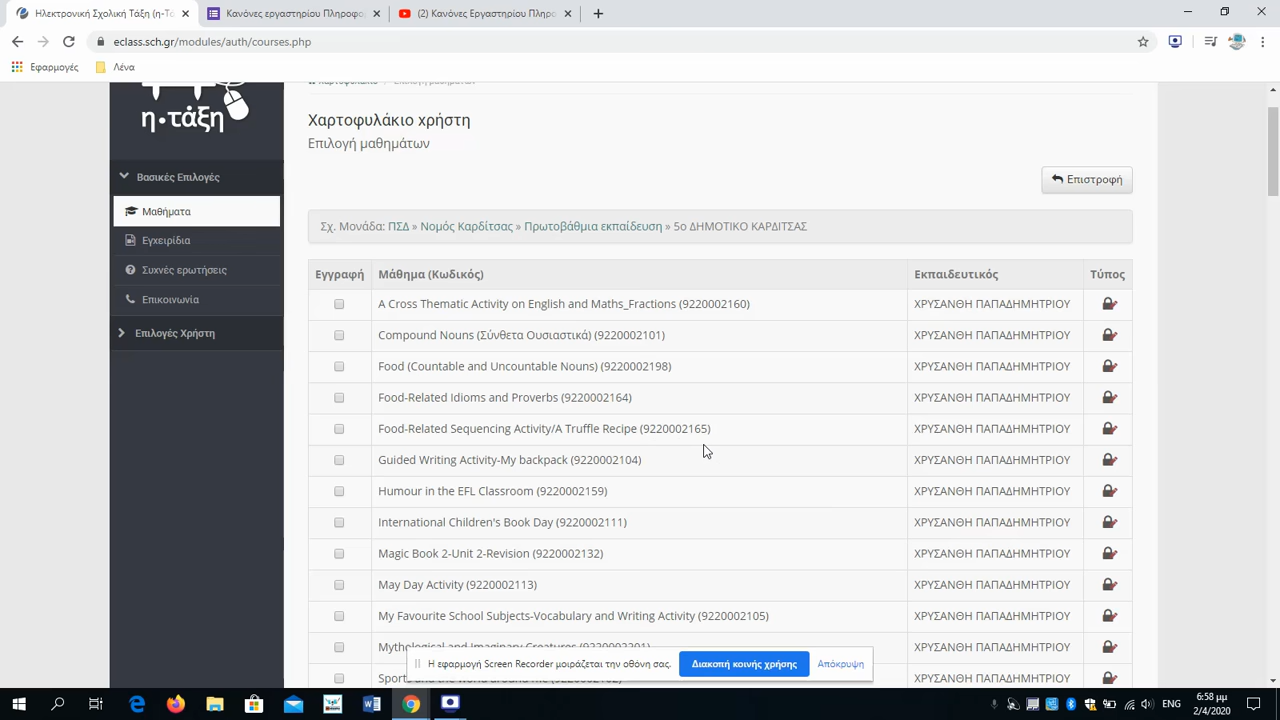 Ηλεκτρονική Σχολική Τάξη (η-Τ
Κανόνες εργαστηρίου Πληροφο
(2) Κανόνες Εργαστηρίου Πληρο
eclass.sch.gr/modules/auth/courses.php
Εφαρμογές
Λένα
η·τάξη
Χαρτοφυλάκιο χρήστη
Επιλογή μαθημάτων
Βασικές Επιλογές
Επιστροφή
Μαθήματα
Σχ. Μονάδα: ΠΣΔ » Νομός Καρδίτσας » Πρωτοβάθμια εκπαίδευση » 5ο ΔΗΜΟΤΙΚΟ ΚΑΡΔΙΤΣΑΣ
Εγχειρίδια
Συχνές ερωτήσεις
Εγγραφή Μάθημα (Κωδικός) Εκπαιδευτικός Τύπος
Επικοινωνία
A Cross Thematic Activity on English and Maths_Fractions (9220002160) ΧΡΥΣΑΝΘΗ ΠΑΠΑΔΗΜΗΤΡΙΟΥ
Επιλογές Χρήστη
Compound Nouns (Σύνθετα Ουσιαστικά) (9220002101) ΧΡΥΣΑΝΘΗ ΠΑΠΑΔΗΜΗΤΡΙΟΥ
Food (Countable and Uncountable Nouns) (9220002198) ΧΡΥΣΑΝΘΗ ΠΑΠΑΔΗΜΗΤΡΙΟΥ
Food-Related Idioms and Proverbs (9220002164) ΧΡΥΣΑΝΘΗ ΠΑΠΑΔΗΜΗΤΡΙΟΥ
Food-Related Sequencing Activity/A Truffle Recipe (9220002165) ΧΡΥΣΑΝΘΗ ΠΑΠΑΔΗΜΗΤΡΙΟΥ
Guided Writing Activity-My backpack (9220002104) ΧΡΥΣΑΝΘΗ ΠΑΠΑΔΗΜΗΤΡΙΟΥ
Humour in the EFL Classroom (9220002159) ΧΡΥΣΑΝΘΗ ΠΑΠΑΔΗΜΗΤΡΙΟΥ
International Children's Book Day (9220002111) ΧΡΥΣΑΝΘΗ ΠΑΠΑΔΗΜΗΤΡΙΟΥ
Magic Book 2-Unit 2-Revision (9220002132) ΧΡΥΣΑΝΘΗ ΠΑΠΑΔΗΜΗΤΡΙΟΥ
May Day Activity (9220002113) ΧΡΥΣΑΝΘΗ ΠΑΠΑΔΗΜΗΤΡΙΟΥ
My Favourite School Subjects-Vocabulary and Writing Activity (9220002105) ΧΡΥΣΑΝΘΗ ΠΑΠΑΔΗΜΗΤΡΙΟΥ
Mythological and Imaginary Creatures ΧΡΥΣΑΝΘΗ ΠΑΠΑΔΗΜΗΤΡΙΟΥ
Η εφαρμογή Screen Recorder μοιράζεται την οθόνη σας. Διακοπή κοινής χρήσης Απόκρυψη
Sports and the world around me ΧΡΥΣΑΝΘΗ ΠΑΠΑΔΗΜΗΤΡΙΟΥ
ENG
6:58 μμ
2/4/2020